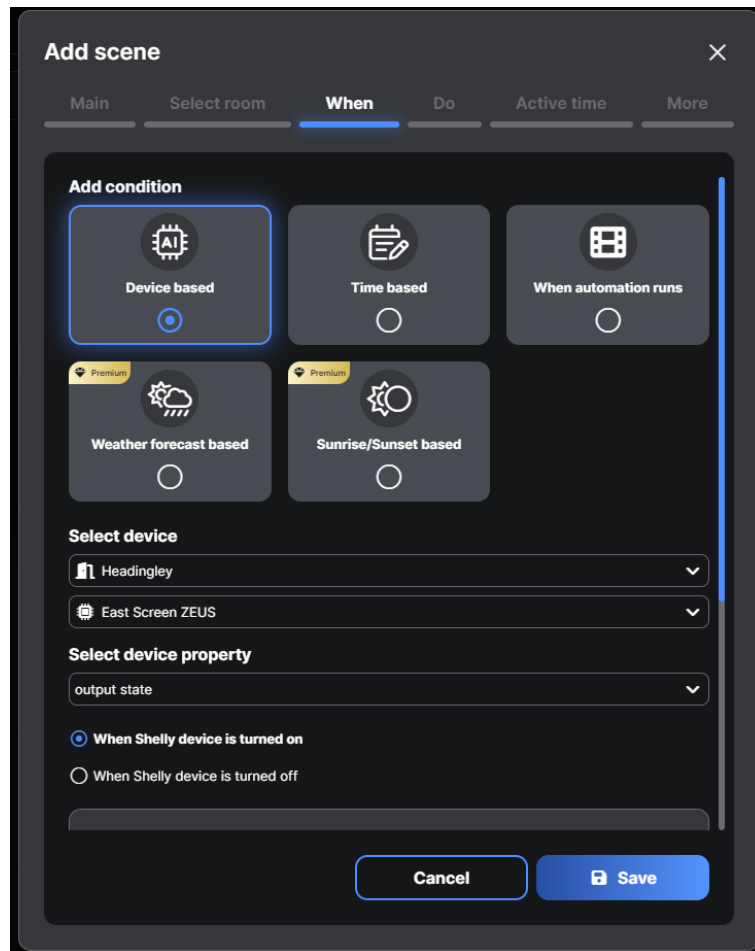 Add scene
Main Select room When Do Active time More
Add condition
AI
Device based Time based When automation runs
Premium Premium
Weather forecast based Sunrise/Sunset based
Select device
Headingley
East Screen ZEUS
Select device property
output state
When Shelly device is turned on
When Shelly device is turned off
Cancel Save